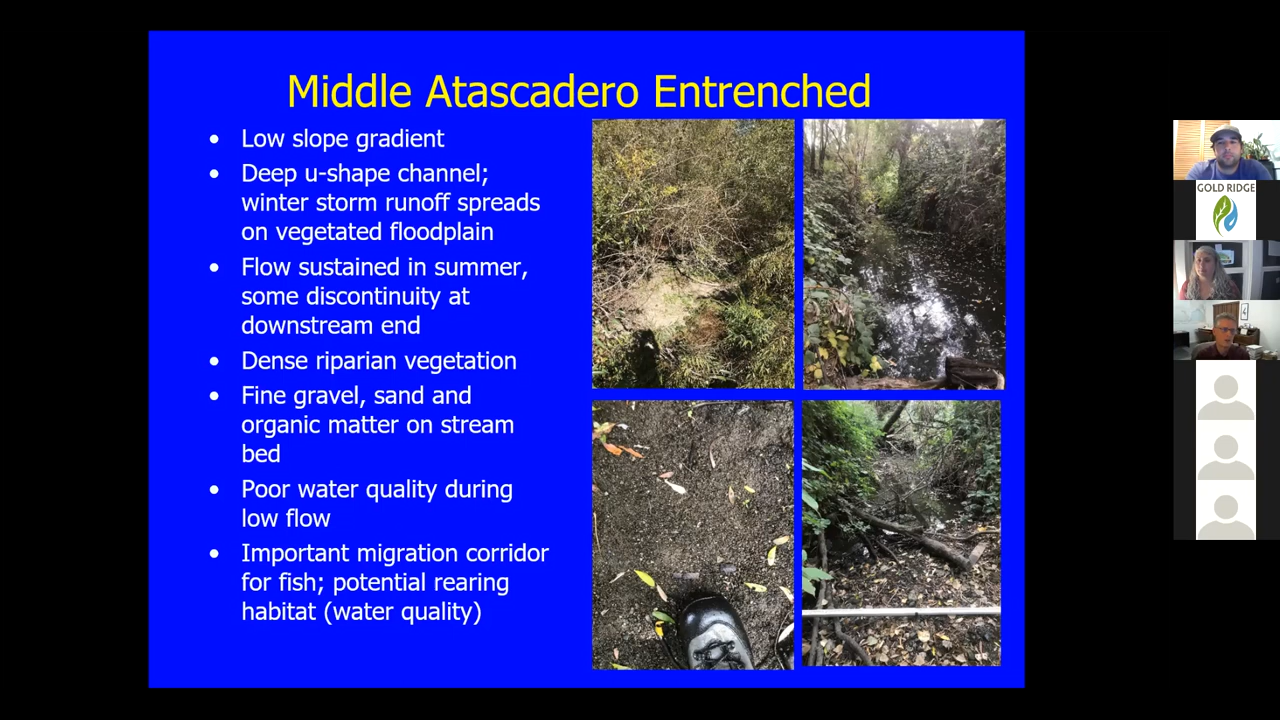 Middle Atascadero Entrenched
• Low slope gradient
• Deep u-shape channel;
winter storm runoff spreads
on vegetated floodplain
• Flow sustained in summer,
some discontinuity at
downstream end
• Dense riparian vegetation
• Fine gravel, sand and
organic matter on stream
bed
• Poor water quality during
low flow
• Important migration corridor
for fish; potential rearing
habitat (water quality)
GOLD RIDGE